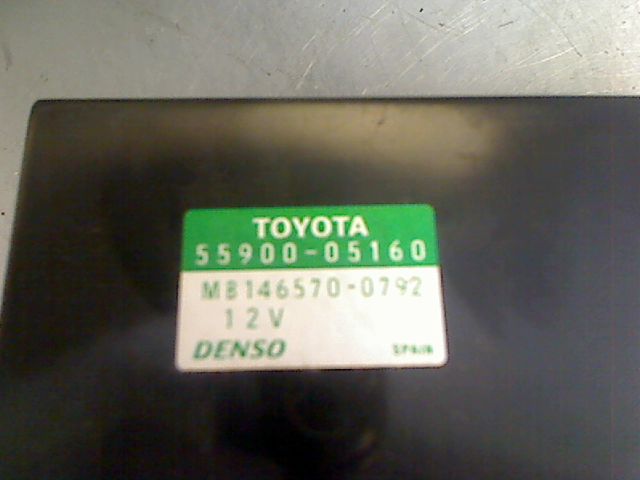 TOYOTA
55900-05160
MB146570-0792
12V
DENSO
SPAIN